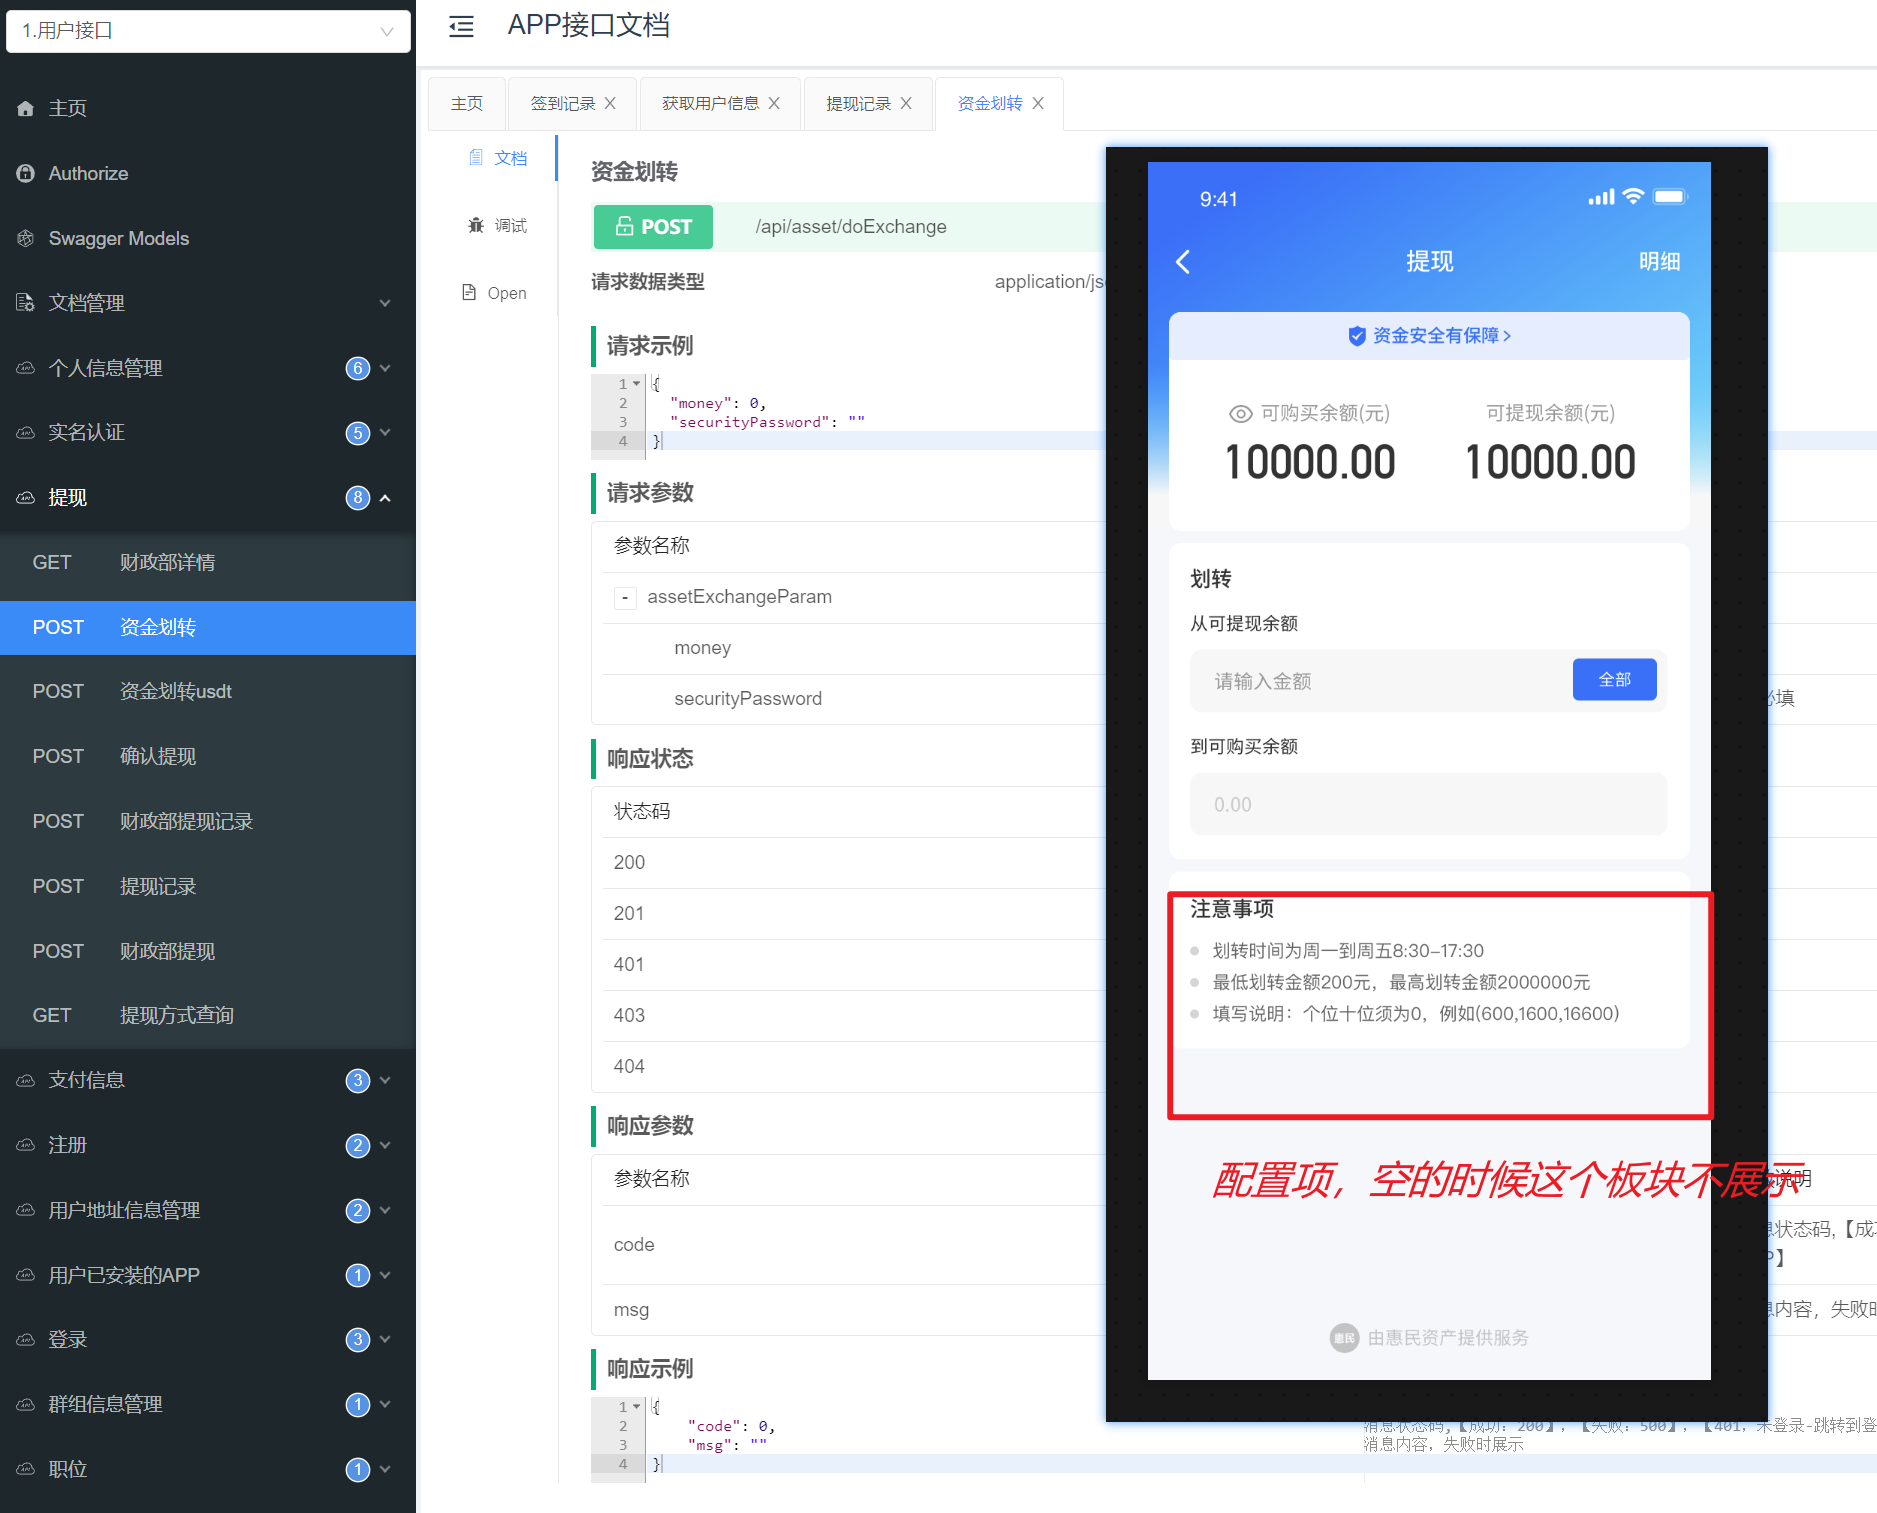 1.用户接口
APP接口文档
主页
签到记录
获取用户信息
提现记录
资金划转
主页
Authorize
Swagger Models
文档管理
个人信息管理 6
实名认证 5
提现 8
GET 财政部详情
POST 资金划转
POST 资金划转usdt
POST 确认提现
POST 财政部提现记录
POST 提现记录
POST 财政部提现
GET 提现方式查询
支付信息 3
注册 2
用户地址信息管理 2
用户已安装的APP 1
登录 3
群组信息管理 1
职位 1
文档
调试
Open
资金划转
POST /api/asset/doExchange
请求数据类型 application/js
请求示例
1 {
2 "money": 0,
3 "securityPassword": ""
4 }
请求参数
参数名称
- assetExchangeParam
money
securityPassword
必填
响应状态
状态码
200
201
401
403
404
响应参数
参数名称
说明
code
状态码,【成
】
msg
内容，失败时
响应示例
1 {
2 "code": 0,
3 "msg": ""
4 }
消息状态码,【成功：200】，【失败：500】，【401，未登录-跳转到登
消息内容，失败时展示
9:41
提现
明细
资金安全有保障>
可购买余额(元)
10000.00
可提现余额(元)
10000.00
划转
从可提现余额
请输入金额
全部
到可购买余额
0.00
注意事项
划转时间为周一到周五8:30-17:30
最低划转金额200元，最高划转金额2000000元
填写说明：个位十位须为0，例如(600,1600,16600)
配置项，空的时候这个板块不展示
惠民 由惠民资产提供服务